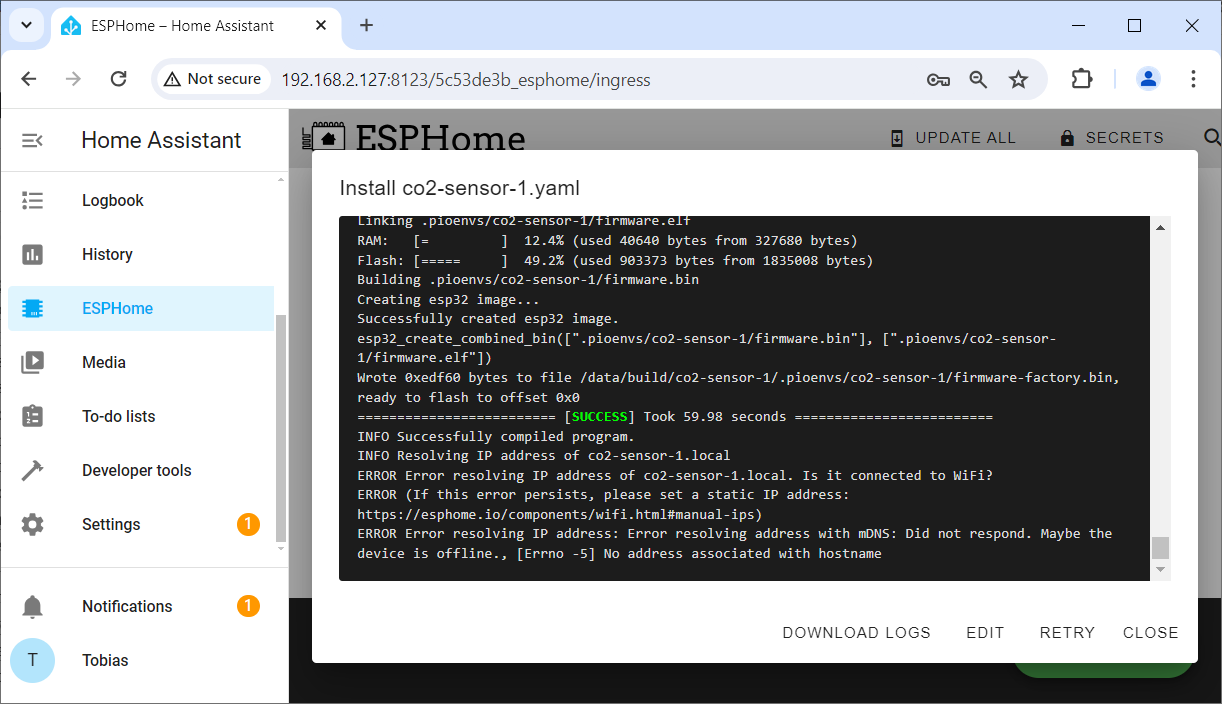 ESPHome – Home Assistant
Not secure
192.168.2.127:8123/5c53de3b_esphome/ingress
Home Assistant
Logbook
History
ESPHome
Media
To-do lists
Developer tools
Settings
1
Notifications
1
T
Tobias
ESPHome
UPDATE ALL
SECRETS
Install co2-sensor-1.yaml
Linking .pioenvs/co2-sensor-1/firmware.elf
RAM:   [=         ]  12.4% (used 40640 bytes from 327680 bytes)
Flash: [=====     ]  49.2% (used 903373 bytes from 1835008 bytes)
Building .pioenvs/co2-sensor-1/firmware.bin
Creating esp32 image...
Successfully created esp32 image.
esp32_create_combined_bin([".pioenvs/co2-sensor-1/firmware.bin"], [".pioenvs/co2-sensor-
1/firmware.elf"])
Wrote 0xedf60 bytes to file /data/build/co2-sensor-1/.pioenvs/co2-sensor-1/firmware-factory.bin,
ready to flash to offset 0x0
========================= [SUCCESS] Took 59.98 seconds =========================
INFO Successfully compiled program.
INFO Resolving IP address of co2-sensor-1.local
ERROR Error resolving IP address of co2-sensor-1.local. Is it connected to WiFi?
ERROR (If this error persists, please set a static IP address:
https://esphome.io/components/wifi.html#manual-ips)
ERROR Error resolving IP address: Error resolving address with mDNS: Did not respond. Maybe the
device is offline., [Errno -5] No address associated with hostname
DOWNLOAD LOGS
EDIT
RETRY
CLOSE